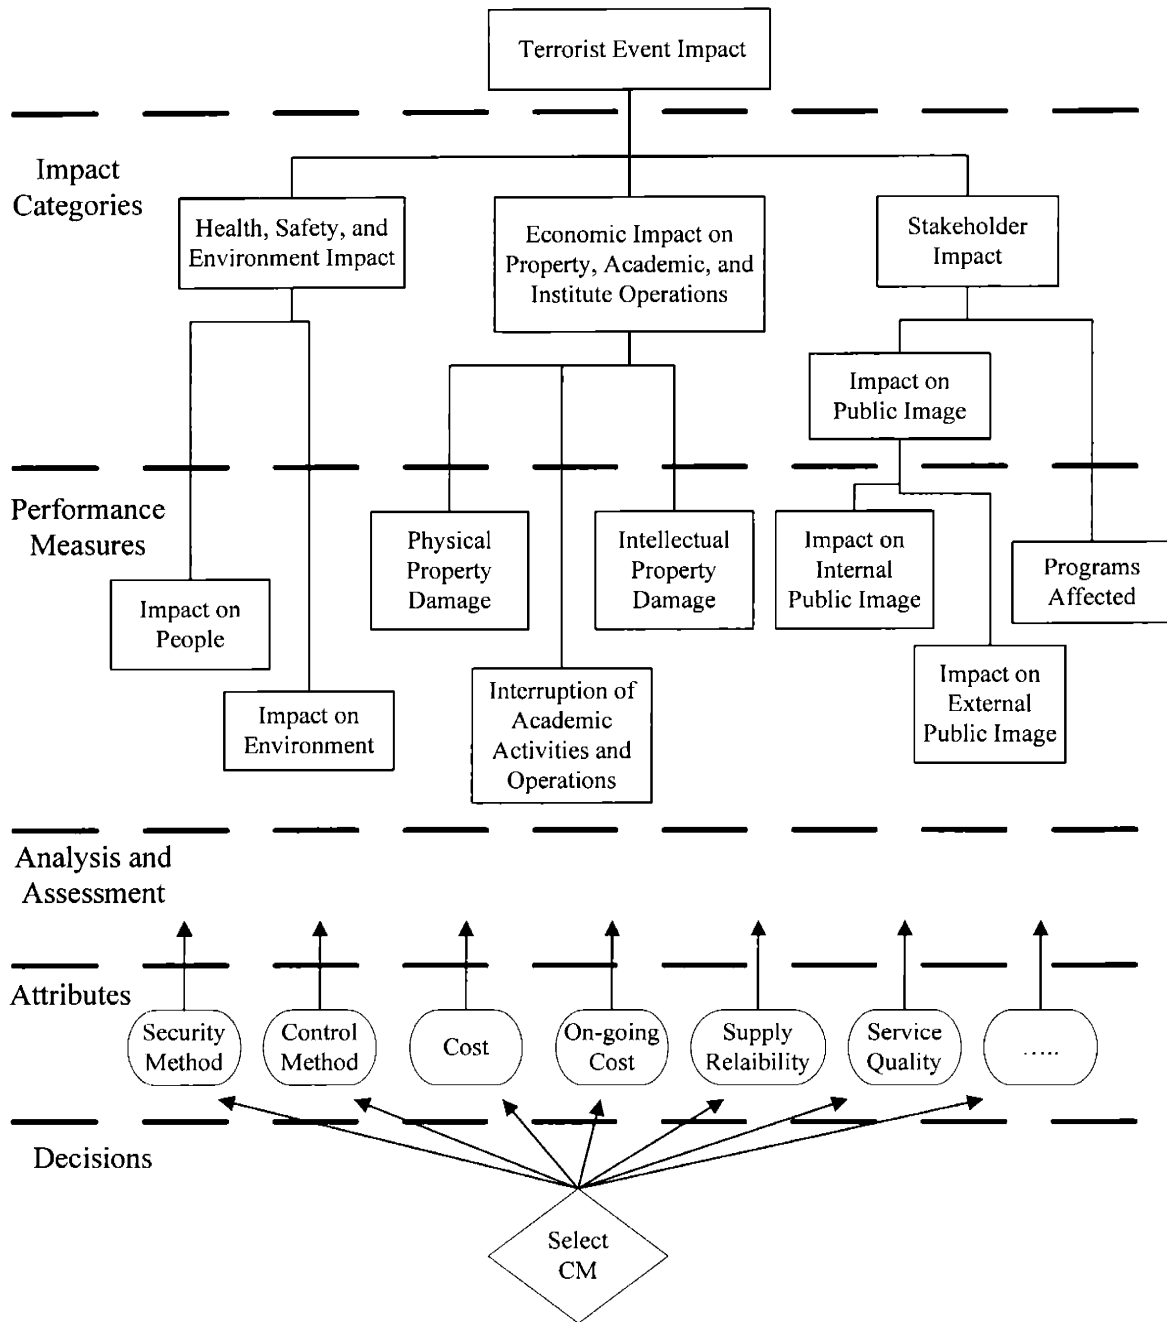 Terrorist Event Impact
Impact
Categories
Health, Safety, and
Environment Impact
Economic Impact on
Property, Academic, and
Institute Operations
Stakeholder
Impact
Impact on
Public Image
Performance
Measures
Physical
Property
Damage
Intellectual
Property
Damage
Impact on
Internal
Public Image
Programs
Affected
Impact on
People
Impact on
Environment
Interruption of
Academic
Activities and
Operations
Impact on
External
Public Image
Analysis and
Assessment
Attributes
Security
Method
Control
Method
Cost
On-going
Cost
Supply
Relaibility
Service
Quality
.....
Decisions
Select
CM